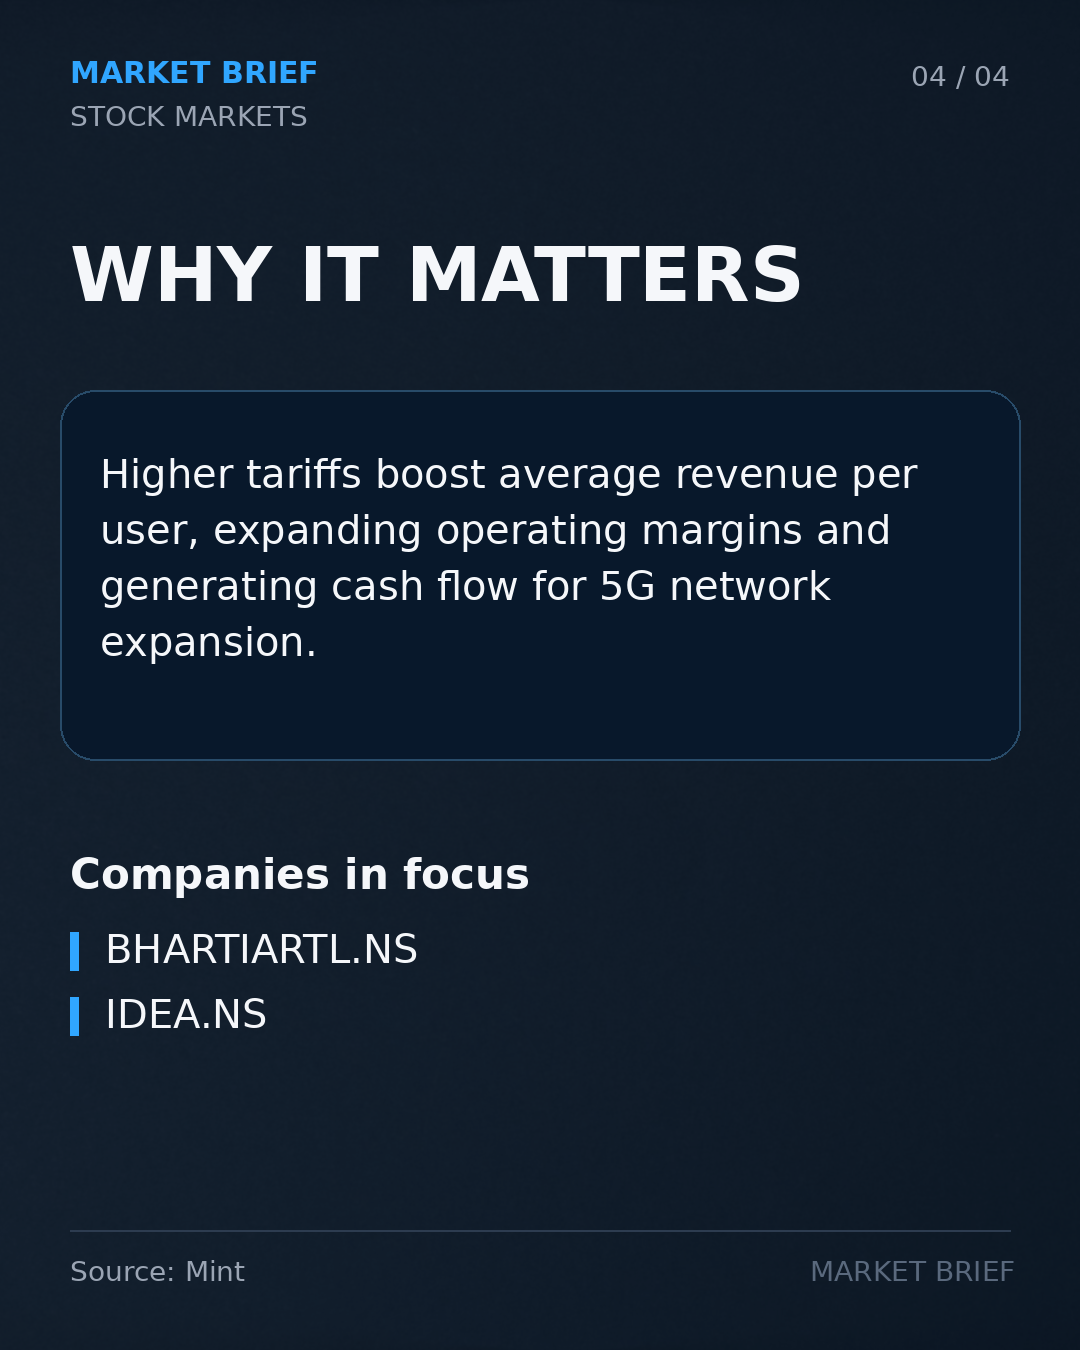 MARKET BRIEF
04 / 04
STOCK MARKETS
WHY IT MATTERS
Higher tariffs boost average revenue per
user, expanding operating margins and
generating cash flow for 5G network
expansion.
Companies in focus
BHARTIARTL.NS
IDEA.NS
Source: Mint
MARKET BRIEF